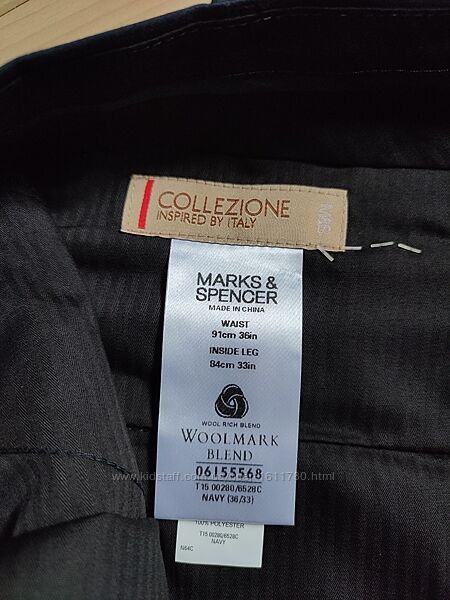 COLLEZIONE
INSPIRED BY ITALY
M&S
MARKS &
SPENCER
MADE IN CHINA
WAIST
91cm 36in
INSIDE LEG
84cm 33in
WOOL RICH BLEND
WOOLMARK
BLEND
06155568
T15 00280/6528C
NAVY (36/33)
100% POLYESTER
T15 00280/6528C
NAVY
N64C